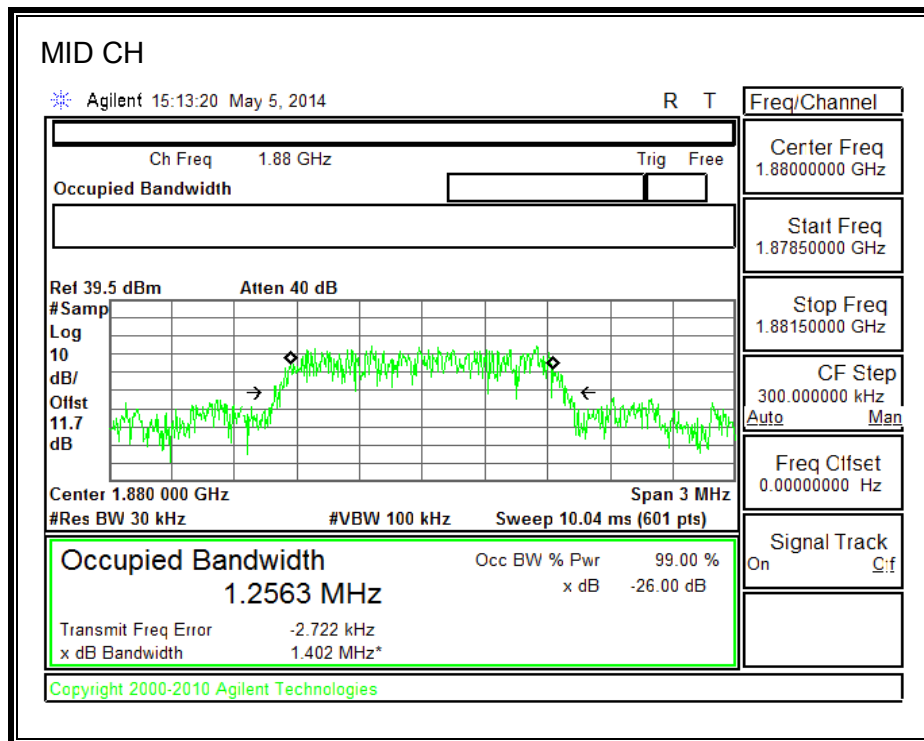 MID CH
Agilent 15:13:20 May 5, 2014 R T
Freq/Channel
Ch Freq 1.88 GHz Trig Free
Occupied Bandwidth
Center Freq
1.88000000 GHz
Start Freq
1.87850000 GHz
Stop Freq
1.88150000 GHz
CF Step
300.000000 kHz
Auto Man
Freq Offset
0.00000000 Hz
Signal Track
On Off
Ref 39.5 dBm Atten 40 dB
#Samp
Log
10
dB/
Offst
11.7
dB
Center 1.880 000 GHz Span 3 MHz
#Res BW 30 kHz #VBW 100 kHz Sweep 10.04 ms (601 pts)
Occupied Bandwidth Occ BW % Pwr 99.00 %
1.2563 MHz x dB -26.00 dB
Transmit Freq Error -2.722 kHz
x dB Bandwidth 1.402 MHz*
Copyright 2000-2010 Agilent Technologies